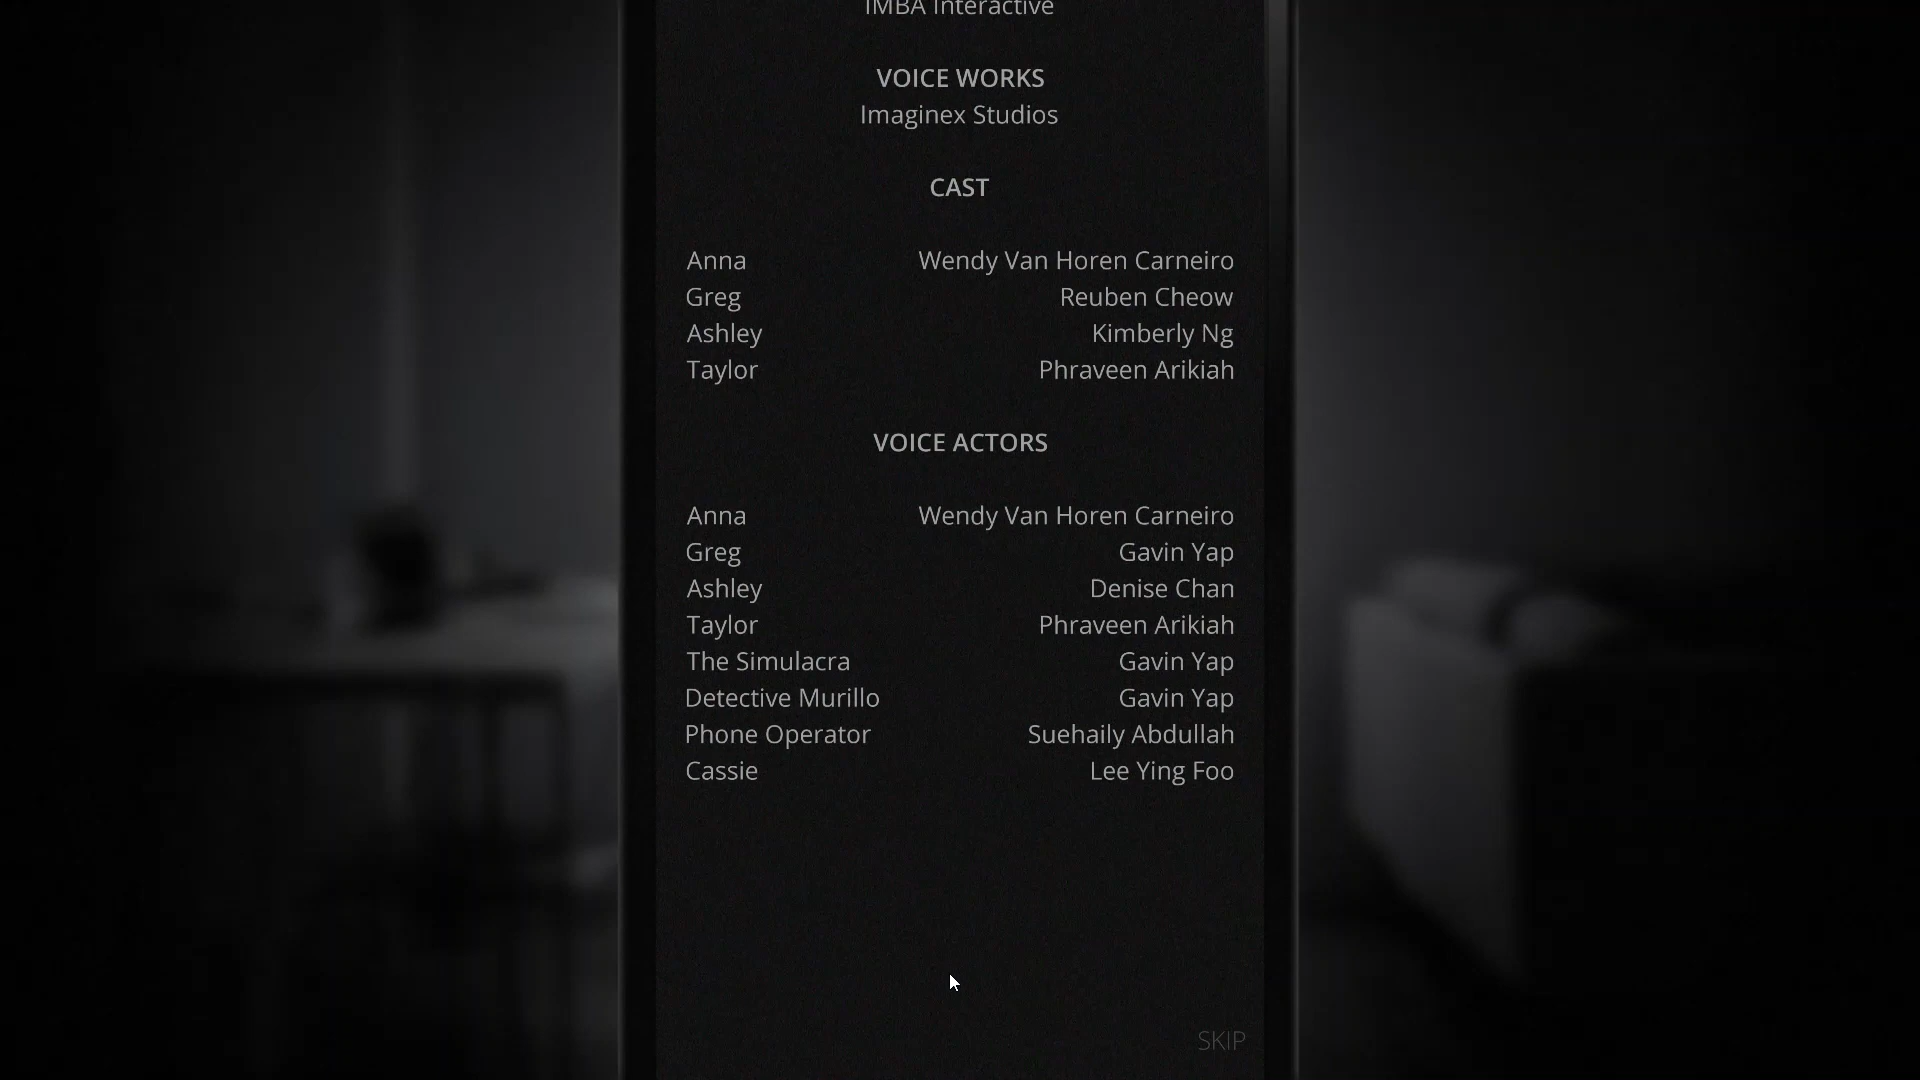 IMBA Interactive
VOICE WORKS
Imaginex Studios
CAST
Anna Wendy Van Horen Carneiro
Greg Reuben Cheow
Ashley Kimberly Ng
Taylor Phraveen Arikiah
VOICE ACTORS
Anna Wendy Van Horen Carneiro
Greg Gavin Yap
Ashley Denise Chan
Taylor Phraveen Arikiah
The Simulacra Gavin Yap
Detective Murillo Gavin Yap
Phone Operator Suehaily Abdullah
Cassie Lee Ying Foo
SKIP